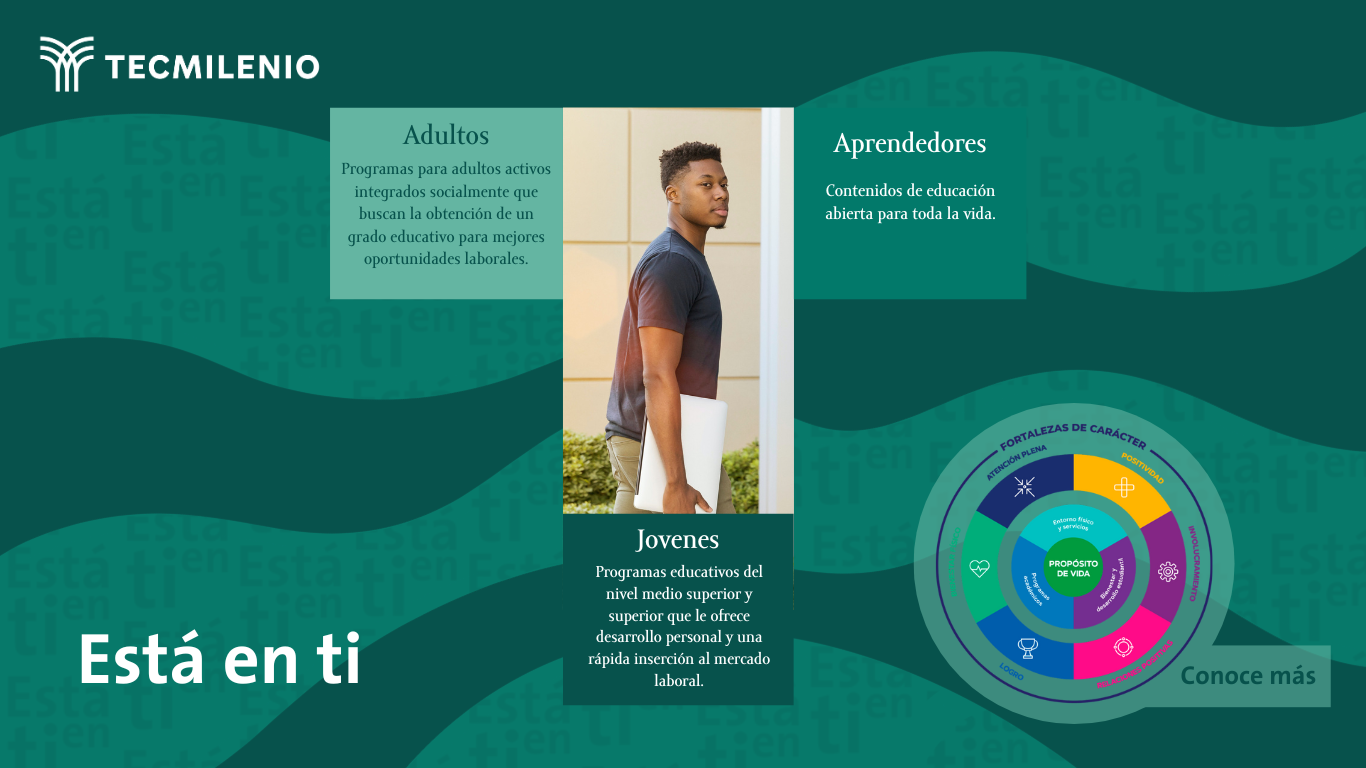 TECMILENIO
Adultos
Programas para adultos activos
integrados socialmente que
buscan la obtención de un
grado educativo para mejores
oportunidades laborales.
Aprendedores
Contenidos de educación
abierta para toda la vida.
Jovenes
Programas educativos del
nivel medio superior y
superior que le ofrece
desarrollo personal y una
rápida inserción al mercado
laboral.
Está en ti
FORTALEZAS DE CARÁCTER
ATENCIÓN PLENA
POSITIVIDAD
INVOLUCRAMIENTO
RELACIONES POSITIVAS
LOGRO
Entorno físico
y servicios
Bienestar y
desarrollo estudiantil
Programas
académicos
PROPÓSITO
DE VIDA
Conoce más